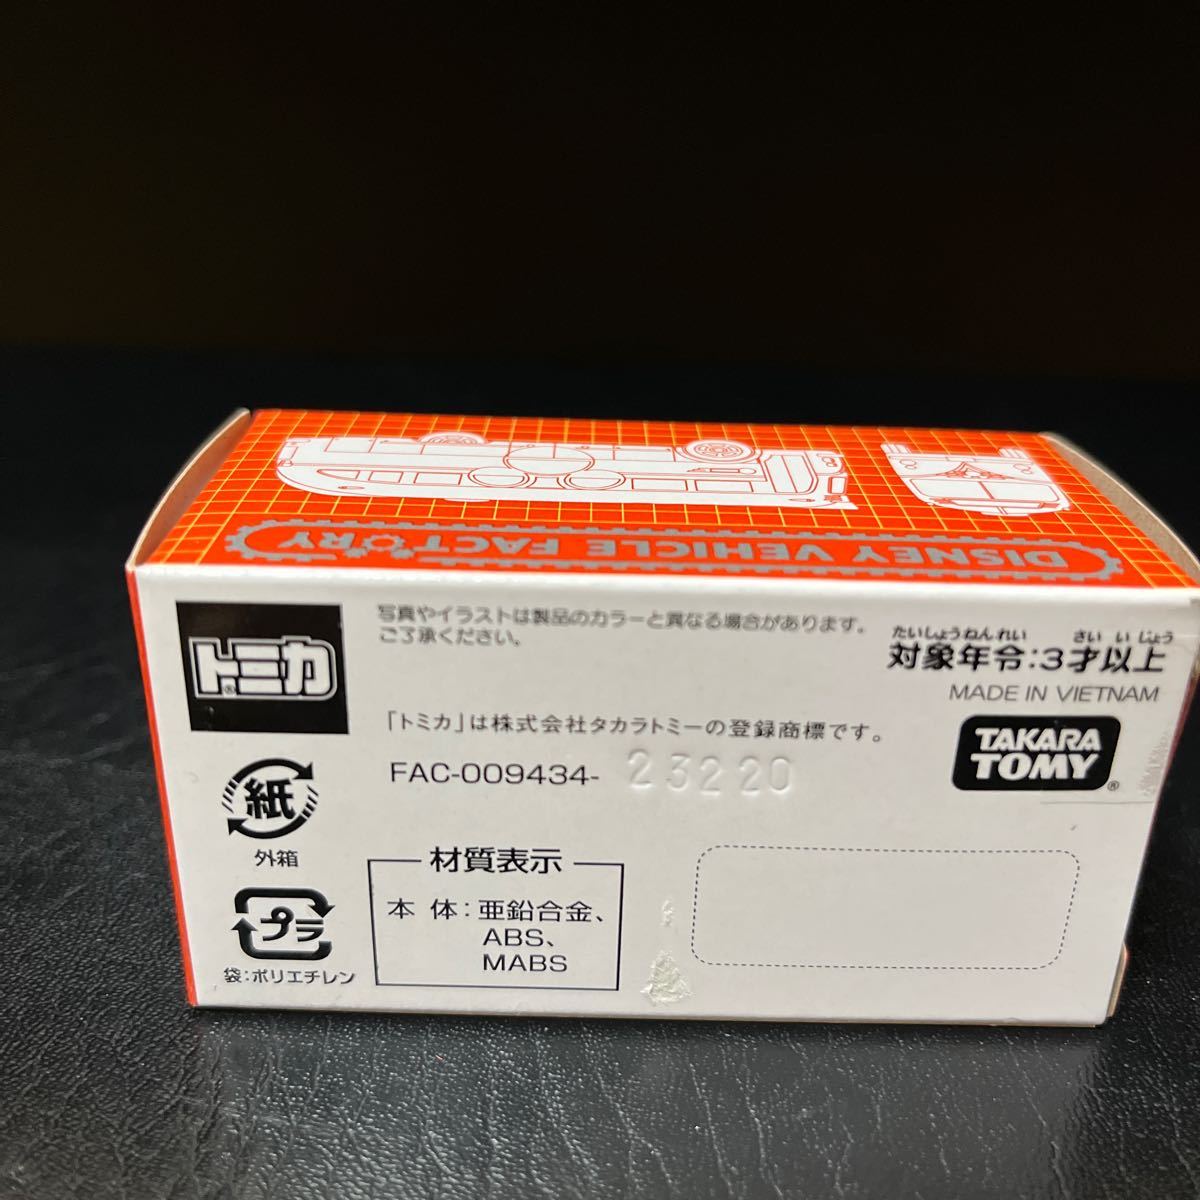 DISNEY VEHICLE FACTORY
トミカ®
写真やイラストは製品のカラーと異なる場合があります。
ご了承ください。
たいしょうねんれい さい いじょう
対象年令:3才以上
MADE IN VIETNAM
「トミカ」は株式会社タカラトミーの登録商標です。
TAKARA
TOMY®
FAC-009434- 23220
紙
外箱
材質表示
本 体:亜鉛合金、
ABS、
MABS
プラ
袋:ポリエチレン